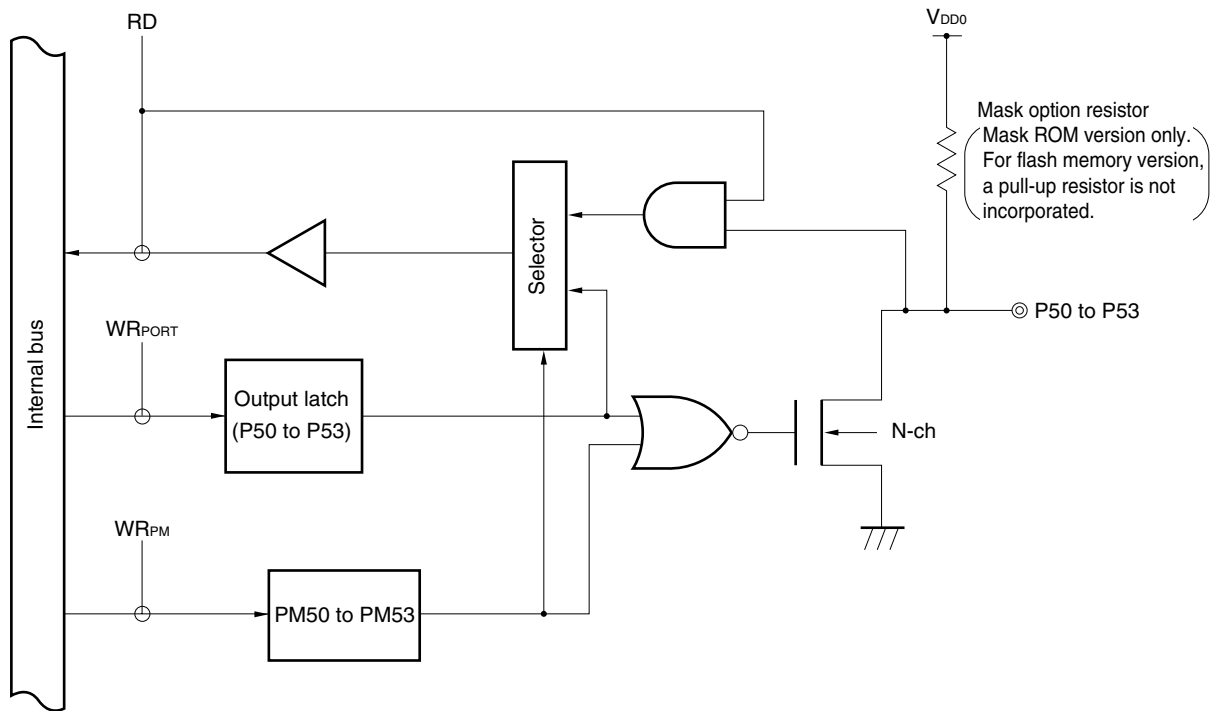 RD
VDD0
Mask option resistor
Mask ROM version only.
For flash memory version,
a pull-up resistor is not
incorporated.
Selector
Internal bus
P50 to P53
WRPORT
Output latch
(P50 to P53)
N-ch
WRPM
PM50 to PM53